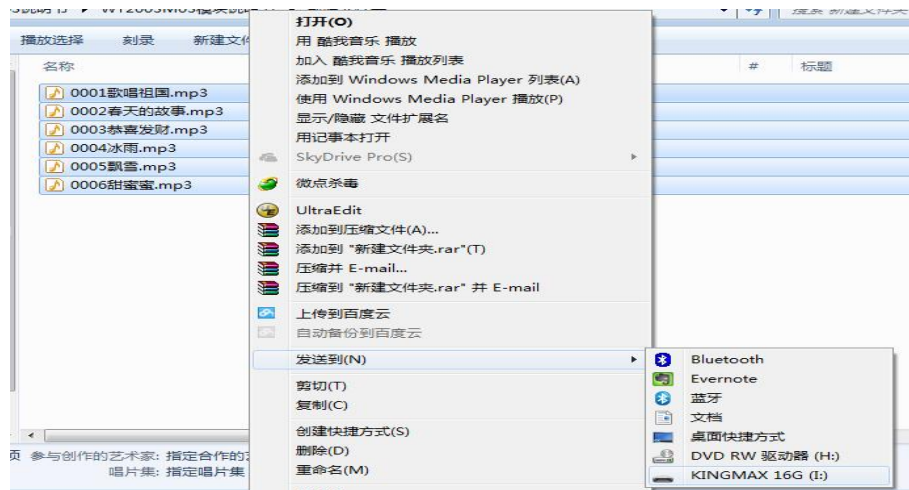 播放选择 刻录 新建文件
名称 # 标题
0001歌唱祖国.mp3
0002春天的故事.mp3
0003恭喜发财.mp3
0004冰雨.mp3
0005飘雪.mp3
0006甜蜜蜜.mp3
参与创作的艺术家: 指定合作的
唱片集: 指定唱片集
打开(O)
用 酷我音乐 播放
加入 酷我音乐 播放列表
添加到 Windows Media Player 列表(A)
使用 Windows Media Player 播放(P)
显示/隐藏 文件扩展名
用记事本打开
SkyDrive Pro(S)
微点杀毒
UltraEdit
添加到压缩文件(A)...
添加到 "新建文件夹.rar"(T)
压缩并 E-mail...
压缩到 "新建文件夹.rar" 并 E-mail
上传到百度云
自动备份到百度云
发送到(N)
剪切(T)
复制(C)
创建快捷方式(S)
删除(D)
重命名(M)
Bluetooth
Evernote
蓝牙
文档
桌面快捷方式
DVD RW 驱动器 (H:)
KINGMAX 16G (I:)